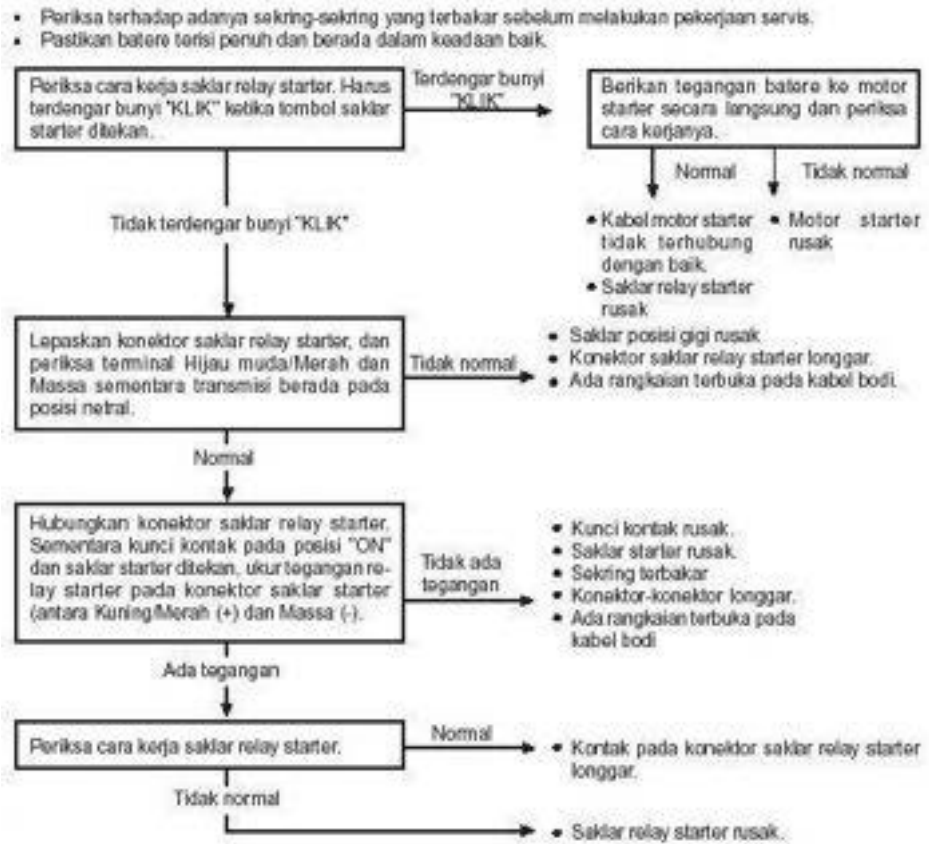 • Periksa terhadap adanya sekring-sekring yang terbakar sebelum melakukan pekerjaan servis.
• Pastikan batere terisi penuh dan berada dalam keadaan baik.
Periksa cara kerja saklar relay starter. Harus
terdengar bunyi "KLIK" ketika tombol saklar
starter ditekan.
Terdengar bunyi
"KLIK"
Berikan tegangan batere ke motor
starter secara langsung dan periksa
cara kerjanya.
Normal
Tidak normal
• Kabel motor starter
tidak terhubung
dengan baik.
• Saklar relay starter
rusak
• Motor starter
rusak
Tidak terdengar bunyi "KLIK"
Lepaskan konektor saklar relay starter, dan
periksa terminal Hijau muda/Merah dan
Massa sementara transmisi berada pada
posisi netral.
Tidak normal
• Saklar posisi gigi rusak
• Konektor saklar relay starter longgar.
• Ada rangkaian terbuka pada kabel bodi.
Normal
Hubungkan konektor saklar relay starter.
Sementara kunci kontak pada posisi "ON"
dan saklar starter ditekan, ukur tegangan re-
lay starter pada konektor saklar starter
(antara Kuning/Merah (+) dan Massa (-).
Tidak ada
tegangan
• Kunci kontak rusak.
• Saklar starter rusak.
• Sekring terbakar
• Konektor-konektor longgar.
• Ada rangkaian terbuka pada
kabel bodi
Ada tegangan
Periksa cara kerja saklar relay starter.
Normal
• Kontak pada konektor saklar relay starter
longgar.
Tidak normal
• Saklar relay starter rusak.